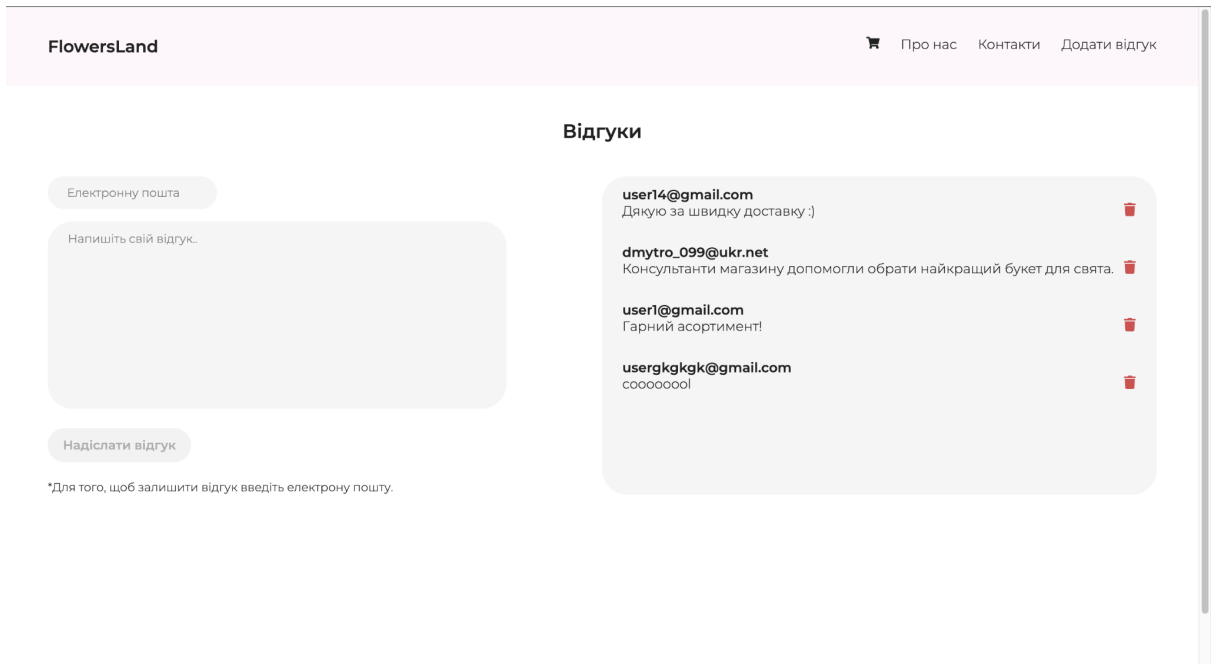 FlowersLand
Про нас Контакти Додати відгук
Відгуки
Електронну пошта
Напишіть свій відгук..
Надіслати відгук
*Для того, щоб залишити відгук введіть електрону пошту.
user14@gmail.com
Дякую за швидку доставку :)
dmytro_099@ukr.net
Консультанти магазину допомогли обрати найкращий букет для свята.
user1@gmail.com
Гарний асортимент!
usergkgkgk@gmail.com
coooooool